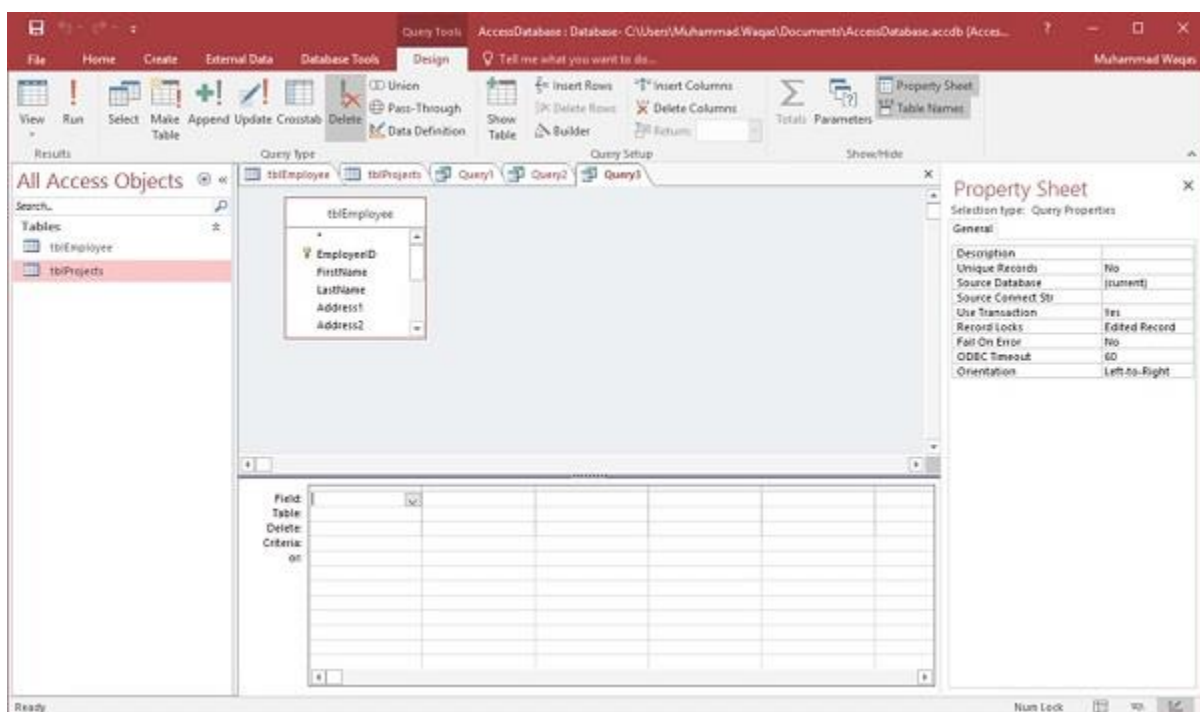 Query Tools AccessDatabase : Database- C:\Users\Muhammad.Waqas\Documents\AccessDatabase.accdb (Acces... ?
File Home Create External Data Database Tools Design Tell me what you want to do... Muhammad Waqas
Union Insert Rows Insert Columns Property Sheet
Pass-Through Delete Rows Delete Columns Table Names
View Run Select Make Table Append Update Crosstab Delete Data Definition Show Table Builder Return: Totals Parameters
Results Query Type Query Setup Show/Hide
All Access Objects
tblEmployee tblProjects Query1 Query2 Query3
Search...
Tables
tblEmployee
tblProjects
tblEmployee
*
EmployeeID
FirstName
LastName
Address1
Address2
Field:
Table:
Delete:
Criteria:
or:
Property Sheet
Selection type: Query Properties
General
Description
Unique Records No
Source Database (current)
Source Connect Str
Use Transaction Yes
Record Locks Edited Record
Fail On Error No
ODBC Timeout 60
Orientation Left-to-Right
Ready Num Lock SQL